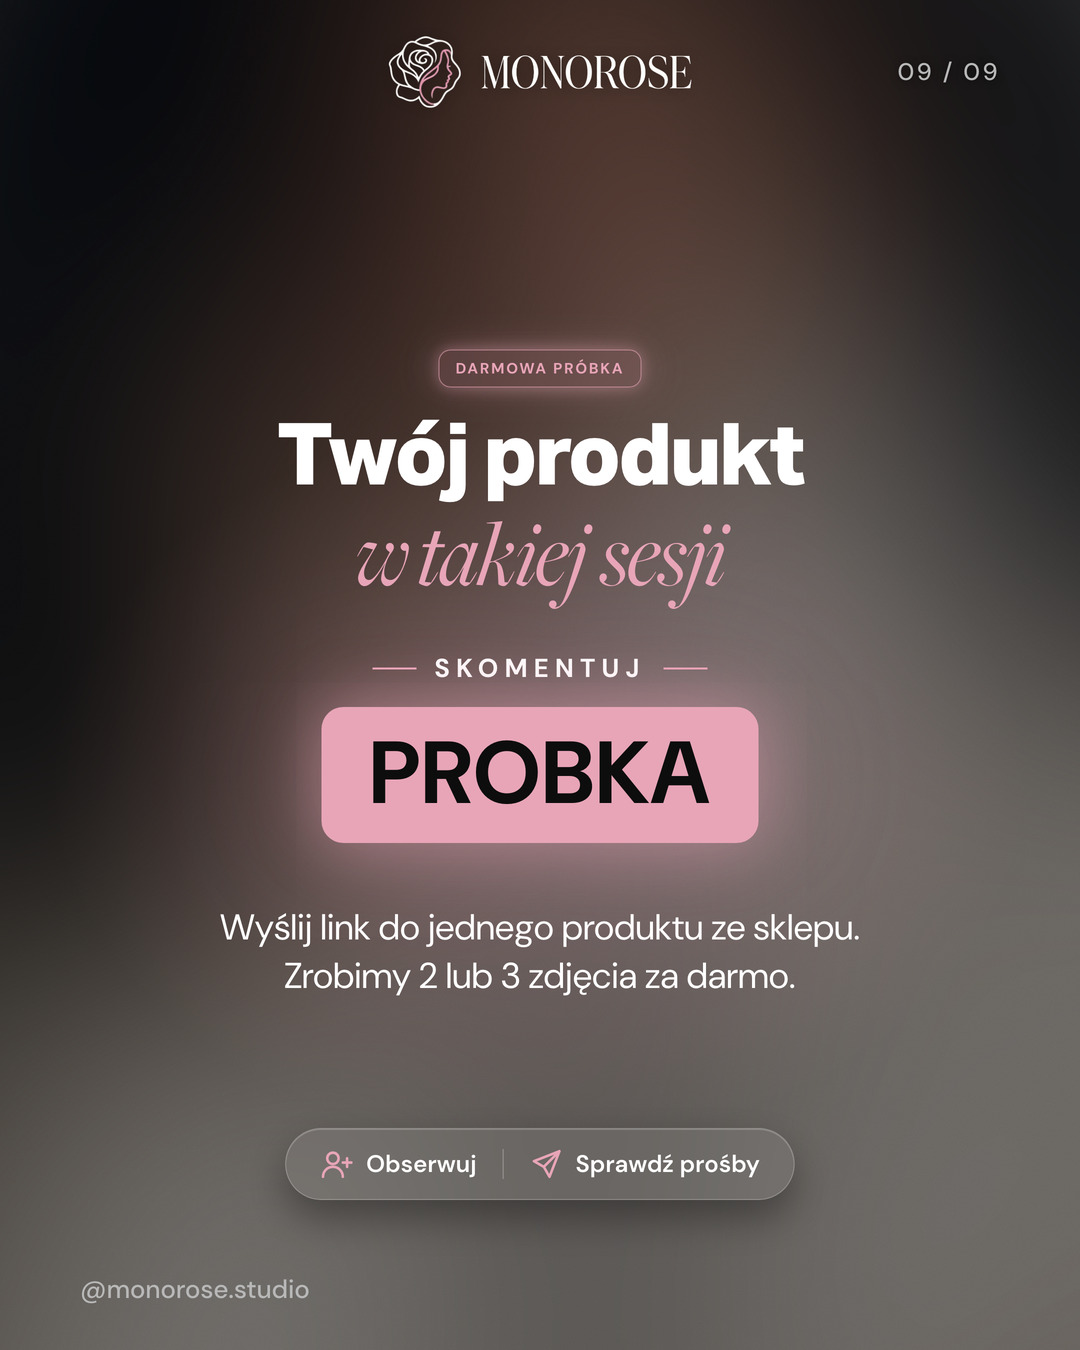 MONOROSE
09 / 09
DARMOWA PRÓBKA
Twój produkt
w takiej sesji
SKOMENTUJ
PROBKA
Wyślij link do jednego produktu ze sklepu.
Zrobimy 2 lub 3 zdjęcia za darmo.
Obserwuj
Sprawdź prośby
@monorose.studio